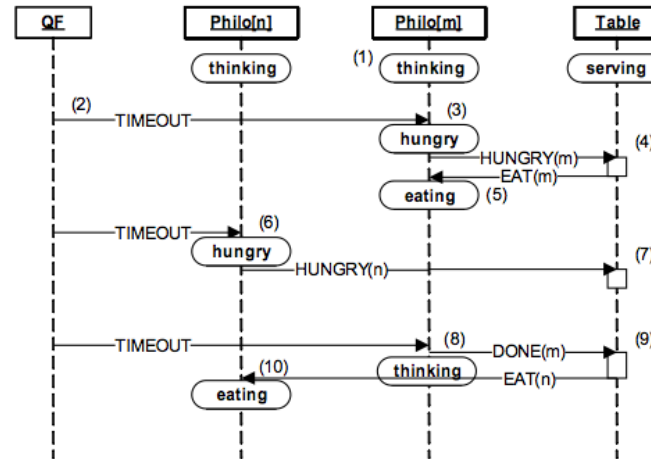 QF
Philo[n]
Philo[m]
Table
thinking
(1)
thinking
serving
(2)
TIMEOUT
(3)
hungry
(4)
HUNGRY(m)
EAT(m)
eating
(5)
(6)
TIMEOUT
hungry
HUNGRY(n)
(7)
TIMEOUT
(8)
DONE(m)
(9)
(10)
thinking
EAT(n)
eating